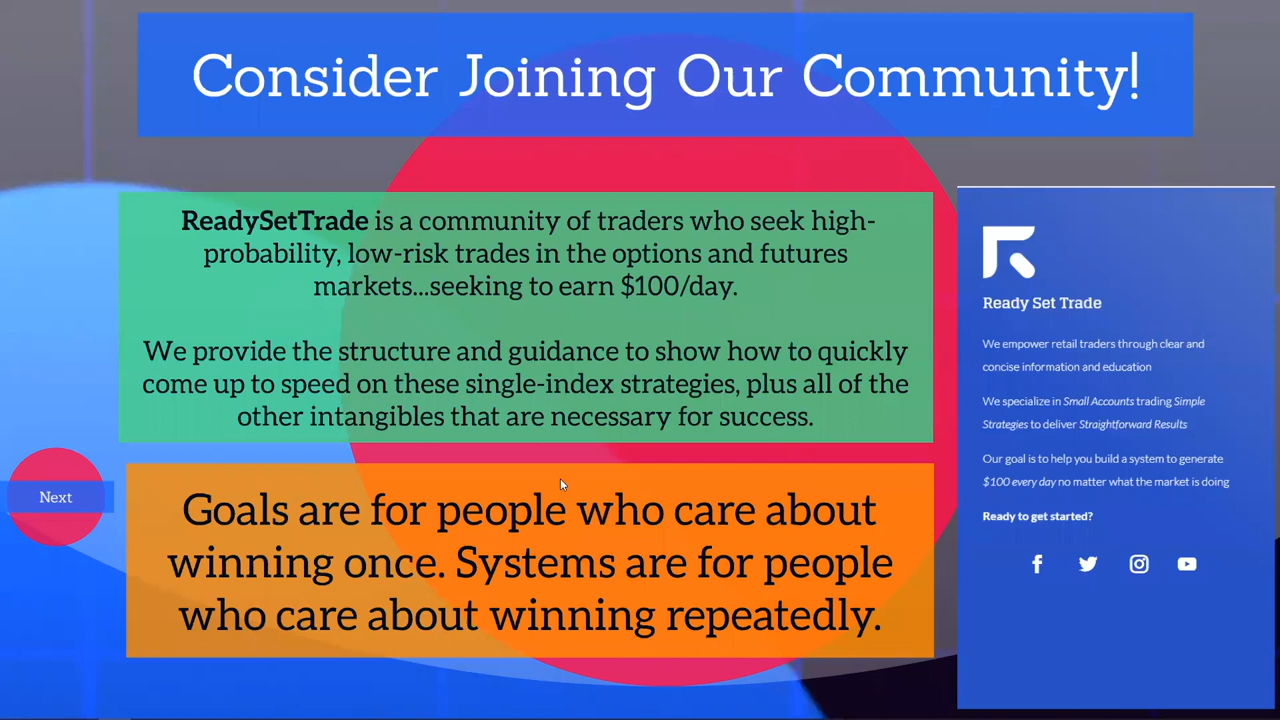 Consider Joining Our Community!
ReadySetTrade is a community of traders who seek high-
probability, low-risk trades in the options and futures
markets...seeking to earn $100/day.
We provide the structure and guidance to show how to quickly
come up to speed on these single-index strategies, plus all of the
other intangibles that are necessary for success.
Next
Goals are for people who care about
winning once. Systems are for people
who care about winning repeatedly.
Ready Set Trade
We empower retail traders through clear and
concise information and education
We specialize in Small Accounts trading Simple
Strategies to deliver Straightforward Results
Our goal is to help you build a system to generate
$100 every day no matter what the market is doing
Ready to get started?